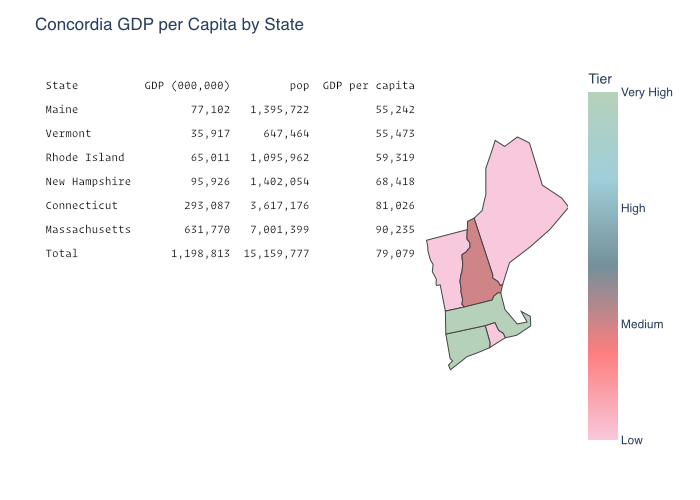 Concordia GDP per Capita by State
State GDP (000,000) pop GDP per capita
Maine 77,102 1,395,722 55,242
Vermont 35,917 647,464 55,473
Rhode Island 65,011 1,095,962 59,319
New Hampshire 95,926 1,402,054 68,418
Connecticut 293,087 3,617,176 81,026
Massachusetts 631,770 7,001,399 90,235
Total 1,198,813 15,159,777 79,079
Tier
Very High
High
Medium
Low